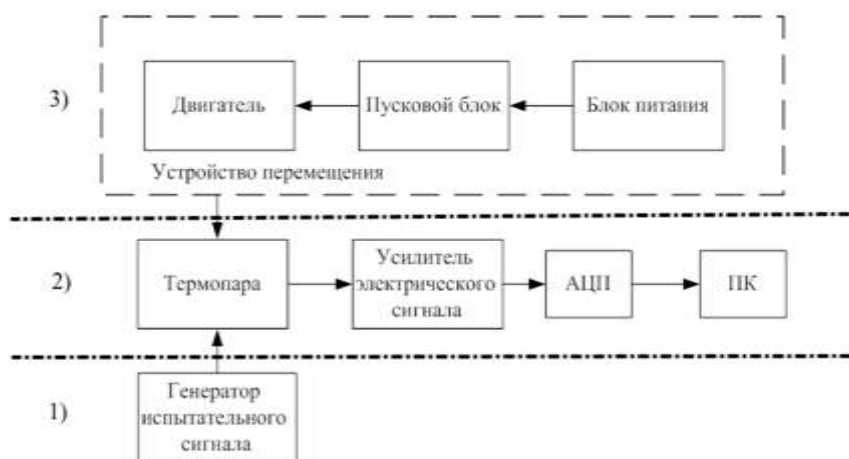 3)
Двигатель
Пусковой блок
Блок питания
Устройство перемещения
2)
Термопара
Усилитель
электрического
сигнала
АЦП
ПК
1)
Генератор
испытательного
сигнала